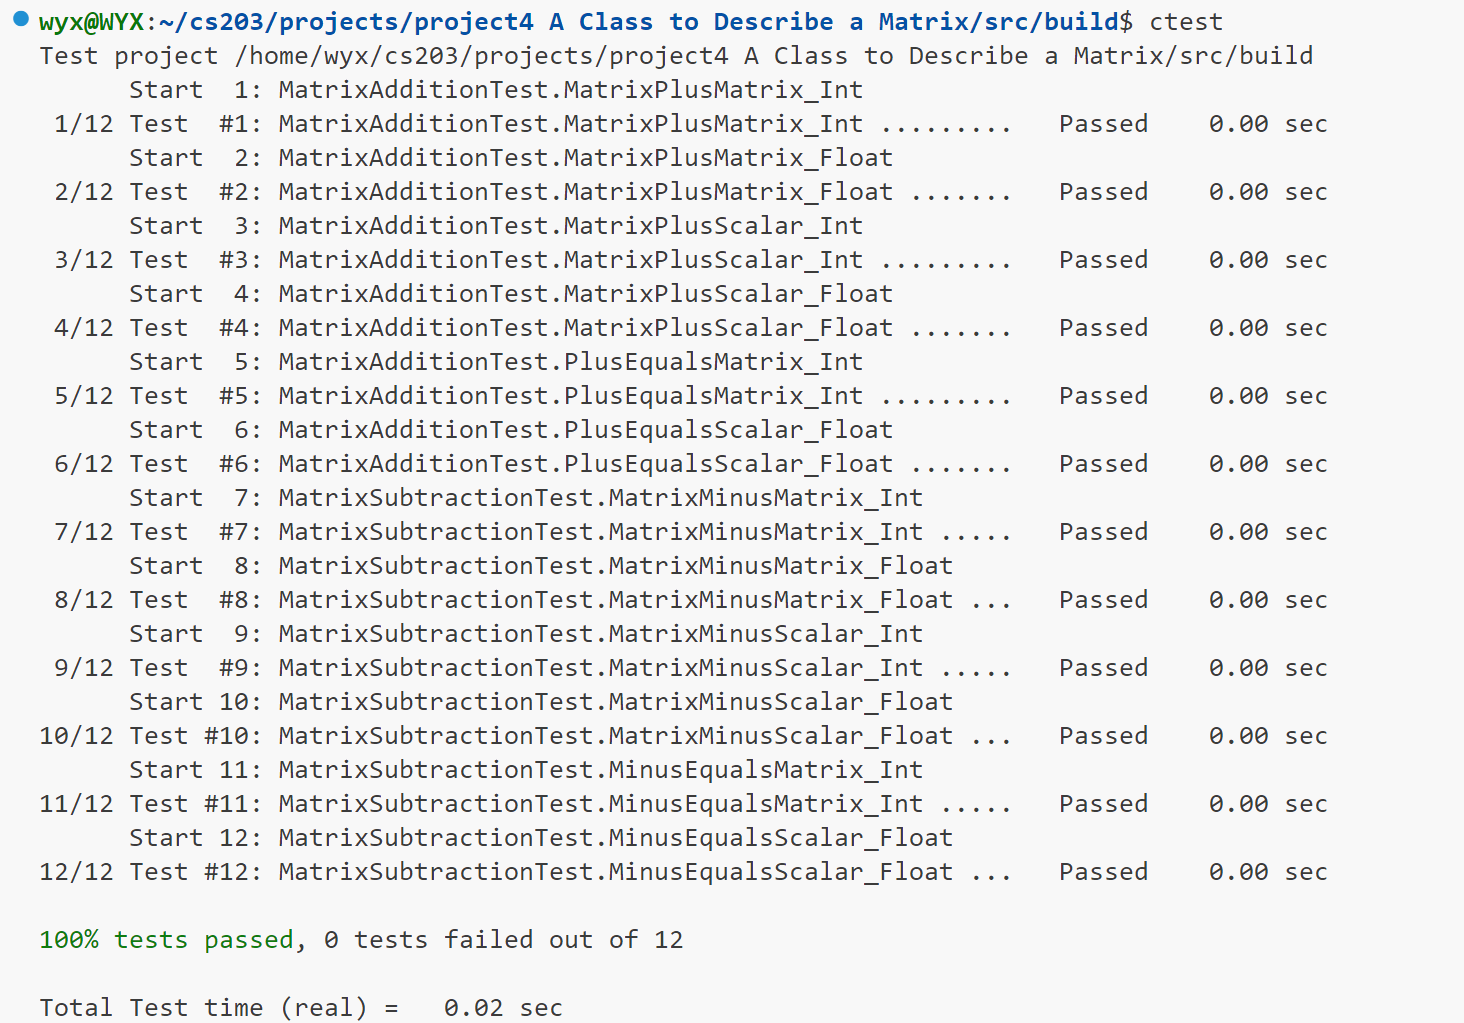 wyx@WYX:~/cs203/projects/project4 A Class to Describe a Matrix/src/build$ ctest
Test project /home/wyx/cs203/projects/project4 A Class to Describe a Matrix/src/build
      Start  1: MatrixAdditionTest.MatrixPlusMatrix_Int
 1/12 Test  #1: MatrixAdditionTest.MatrixPlusMatrix_Int .........   Passed    0.00 sec
      Start  2: MatrixAdditionTest.MatrixPlusMatrix_Float
 2/12 Test  #2: MatrixAdditionTest.MatrixPlusMatrix_Float .......   Passed    0.00 sec
      Start  3: MatrixAdditionTest.MatrixPlusScalar_Int
 3/12 Test  #3: MatrixAdditionTest.MatrixPlusScalar_Int .........   Passed    0.00 sec
      Start  4: MatrixAdditionTest.MatrixPlusScalar_Float
 4/12 Test  #4: MatrixAdditionTest.MatrixPlusScalar_Float .......   Passed    0.00 sec
      Start  5: MatrixAdditionTest.PlusEqualsMatrix_Int
 5/12 Test  #5: MatrixAdditionTest.PlusEqualsMatrix_Int .........   Passed    0.00 sec
      Start  6: MatrixAdditionTest.PlusEqualsScalar_Float
 6/12 Test  #6: MatrixAdditionTest.PlusEqualsScalar_Float .......   Passed    0.00 sec
      Start  7: MatrixSubtractionTest.MatrixMinusMatrix_Int
 7/12 Test  #7: MatrixSubtractionTest.MatrixMinusMatrix_Int .....   Passed    0.00 sec
      Start  8: MatrixSubtractionTest.MatrixMinusMatrix_Float
 8/12 Test  #8: MatrixSubtractionTest.MatrixMinusMatrix_Float ...   Passed    0.00 sec
      Start  9: MatrixSubtractionTest.MatrixMinusScalar_Int
 9/12 Test  #9: MatrixSubtractionTest.MatrixMinusScalar_Int .....   Passed    0.00 sec
      Start 10: MatrixSubtractionTest.MatrixMinusScalar_Float
10/12 Test #10: MatrixSubtractionTest.MatrixMinusScalar_Float ...   Passed    0.00 sec
      Start 11: MatrixSubtractionTest.MinusEqualsMatrix_Int
11/12 Test #11: MatrixSubtractionTest.MinusEqualsMatrix_Int .....   Passed    0.00 sec
      Start 12: MatrixSubtractionTest.MinusEqualsScalar_Float
12/12 Test #12: MatrixSubtractionTest.MinusEqualsScalar_Float ...   Passed    0.00 sec

100% tests passed, 0 tests failed out of 12

Total Test time (real) =   0.02 sec